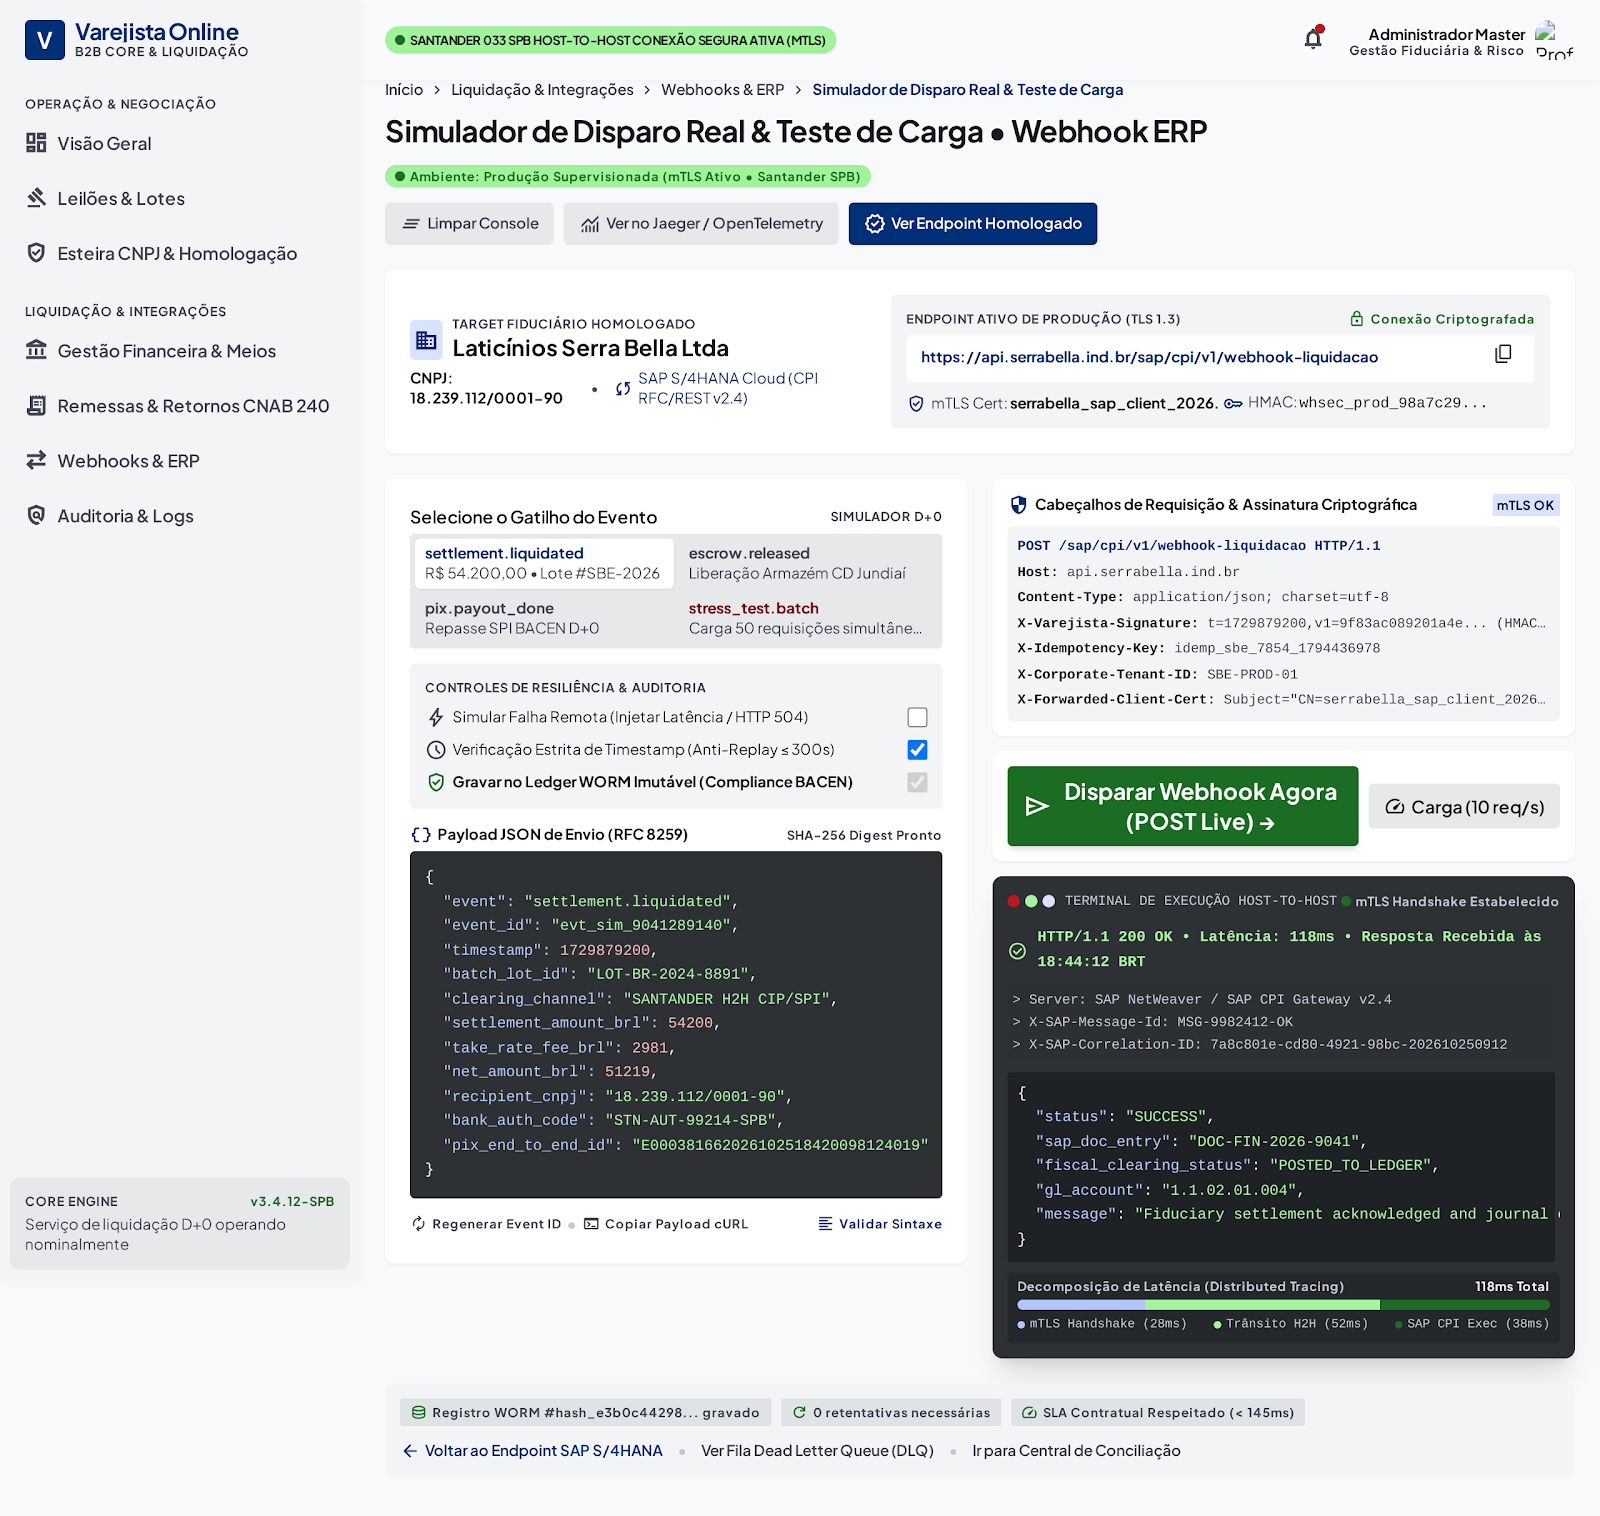 V
Varejista Online
B2B CORE & LIQUIDAÇÃO
OPERAÇÃO & NEGOCIAÇÃO
Visão Geral
Leilões & Lotes
Esteira CNPJ & Homologação
LIQUIDAÇÃO & INTEGRAÇÕES
Gestão Financeira & Meios
Remessas & Retornos CNAB 240
Webhooks & ERP
Auditoria & Logs
CORE ENGINE v3.4.12-SPB
Serviço de liquidação D+0 operando
nominalmente
SANTANDER 033 SPB HOST-TO-HOST CONEXÃO SEGURA ATIVA (MTLS)
Administrador Master
Gestão Fiduciária & Risco
Prof
Início > Liquidação & Integrações > Webhooks & ERP > Simulador de Disparo Real & Teste de Carga
Simulador de Disparo Real & Teste de Carga • Webhook ERP
Ambiente: Produção Supervisionada (mTLS Ativo • Santander SPB)
Limpar Console
Ver no Jaeger / OpenTelemetry
Ver Endpoint Homologado
TARGET FIDUCIÁRIO HOMOLOGADO
Laticínios Serra Bella Ltda
CNPJ:
18.239.112/0001-90
•
SAP S/4HANA Cloud (CPI
RFC/REST v2.4)
ENDPOINT ATIVO DE PRODUÇÃO (TLS 1.3)
Conexão Criptografada
https://api.serrabella.ind.br/sap/cpi/v1/webhook-liquidacao
mTLS Cert: serrabella_sap_client_2026. HMAC: whsec_prod_98a7c29...
Selecione o Gatilho do Evento
SIMULADOR D+0
settlement.liquidated
R$ 54.200,00 • Lote #SBE-2026
escrow.released
Liberação Armazém CD Jundiaí
pix.payout_done
Repasse SPI BACEN D+0
stress_test.batch
Carga 50 requisições simultâne...
CONTROLES DE RESILIÊNCIA & AUDITORIA
Simular Falha Remota (Injetar Latência / HTTP 504)
Verificação Estrita de Timestamp (Anti-Replay ≤ 300s)
Gravar no Ledger WORM Imutável (Compliance BACEN)
Payload JSON de Envio (RFC 8259)
SHA-256 Digest Pronto
{
"event": "settlement.liquidated",
"event_id": "evt_sim_9041289140",
"timestamp": 1729879200,
"batch_lot_id": "LOT-BR-2024-8891",
"clearing_channel": "SANTANDER H2H CIP/SPI",
"settlement_amount_brl": 54200,
"take_rate_fee_brl": 2981,
"net_amount_brl": 51219,
"recipient_cnpj": "18.239.112/0001-90",
"bank_auth_code": "STN-AUT-99214-SPB",
"pix_end_to_end_id": "E00038166202610251842009812​4019"
}
Regenerar Event ID
Copiar Payload cURL
Validar Sintaxe
Cabeçalhos de Requisição & Assinatura Criptográfica
mTLS OK
POST /sap/cpi/v1/webhook-liquidacao HTTP/1.1
Host: api.serrabella.ind.br
Content-Type: application/json; charset=utf-8
X-Varejista-Signature: t=1729879200,v1=9f83ac089201a4e... (HMAC…
X-Idempotency-Key: idemp_sbe_7854_1794436978
X-Corporate-Tenant-ID: SBE-PROD-01
X-Forwarded-Client-Cert: Subject="CN=serrabella_sap_client_2026…
Disparar Webhook Agora
(POST Live) →
Carga (10 req/s)
TERMINAL DE EXECUÇÃO HOST-TO-HOST
mTLS Handshake Estabelecido
HTTP/1.1 200 OK • Latência: 118ms • Resposta Recebida às
18:44:12 BRT
> Server: SAP NetWeaver / SAP CPI Gateway v2.4
> X-SAP-Message-Id: MSG-9982412-OK
> X-SAP-Correlation-ID: 7a8c801e-cd80-4921-98bc-202610250912
{
"status": "SUCCESS",
"sap_doc_entry": "DOC-FIN-2026-9041",
"fiscal_clearing_status": "POSTED_TO_LEDGER",
"gl_account": "1.1.02.01.004",
"message": "Fiduciary settlement acknowledged and journal
}
Decomposição de Latência (Distributed Tracing)
118ms Total
mTLS Handshake (28ms)
Trânsito H2H (52ms)
SAP CPI Exec (38ms)
Registro WORM #hash_e3b0c44298... gravado
0 retentativas necessárias
SLA Contratual Respeitado (< 145ms)
← Voltar ao Endpoint SAP S/4HANA
Ver Fila Dead Letter Queue (DLQ)
Ir para Central de Conciliação